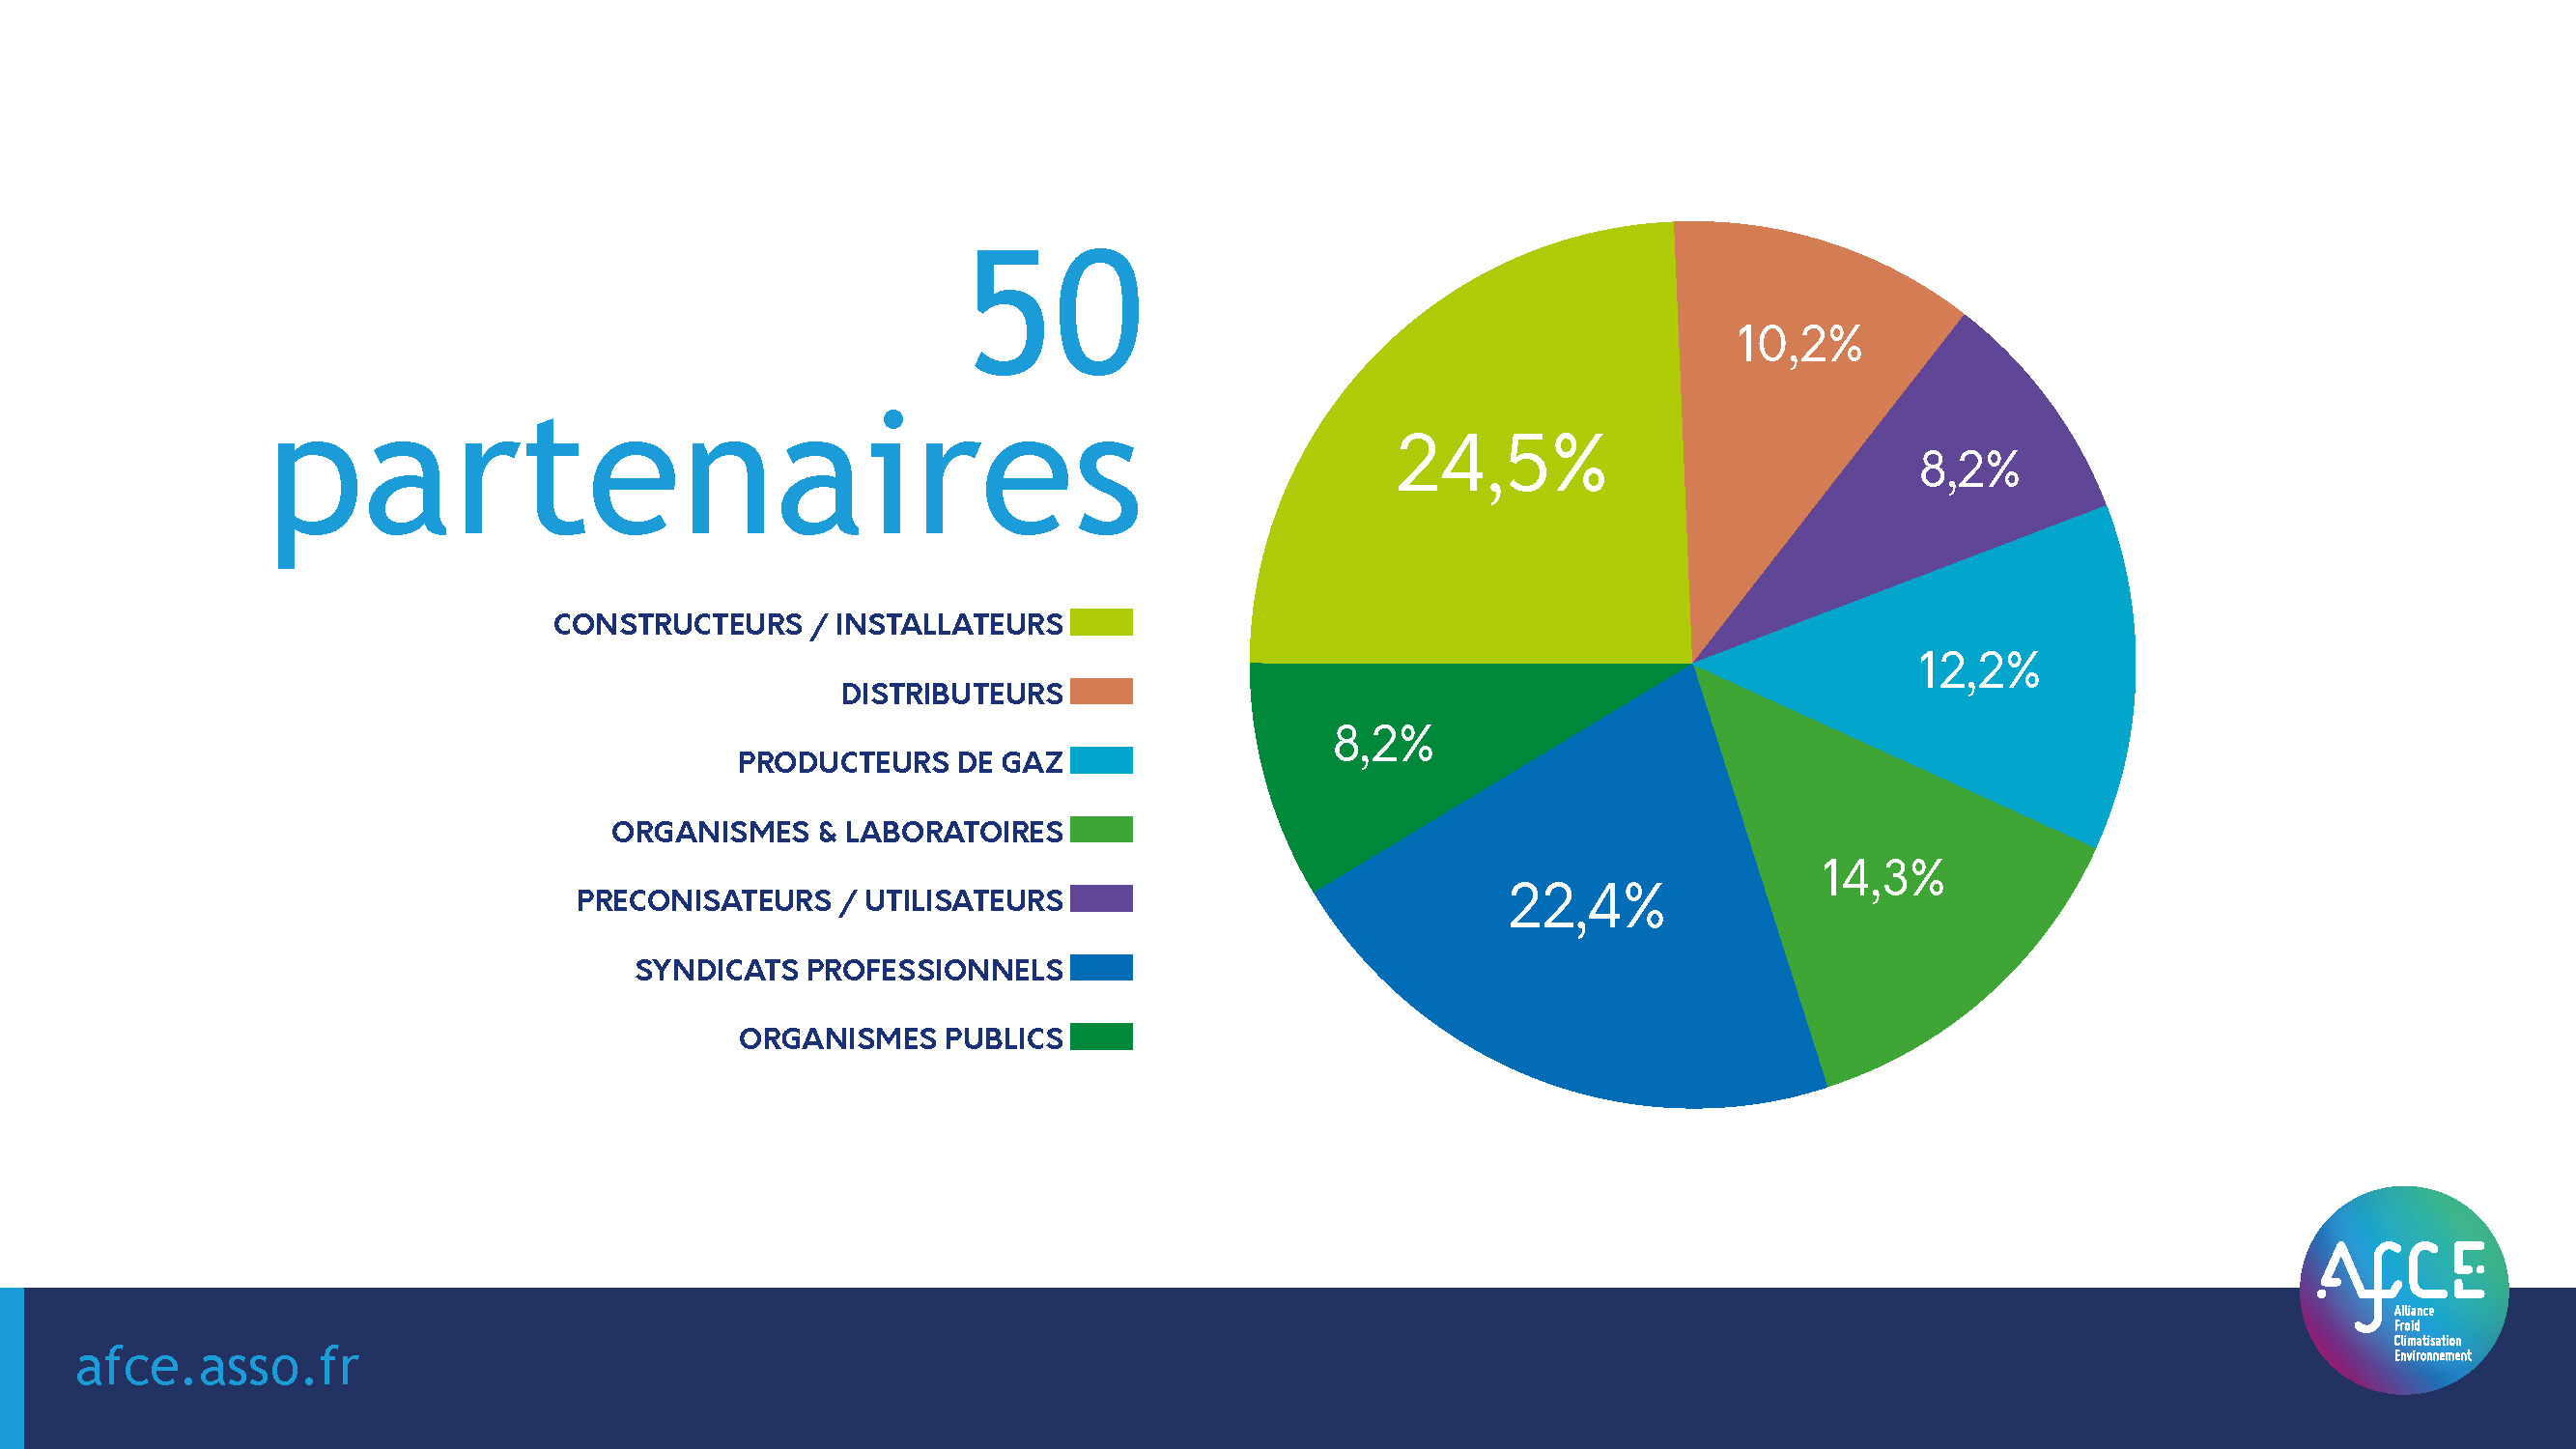 50
partenaires
CONSTRUCTEURS / INSTALLATEURS
DISTRIBUTEURS
PRODUCTEURS DE GAZ
ORGANISMES & LABORATOIRES
PRECONISATEURS / UTILISATEURS
SYNDICATS PROFESSIONNELS
ORGANISMES PUBLICS
10,2%
24,5%
8,2%
12,2%
8,2%
14,3%
22,4%
afce.asso.fr
AfCE
Alliance
Froid
Climatisation
Environnement